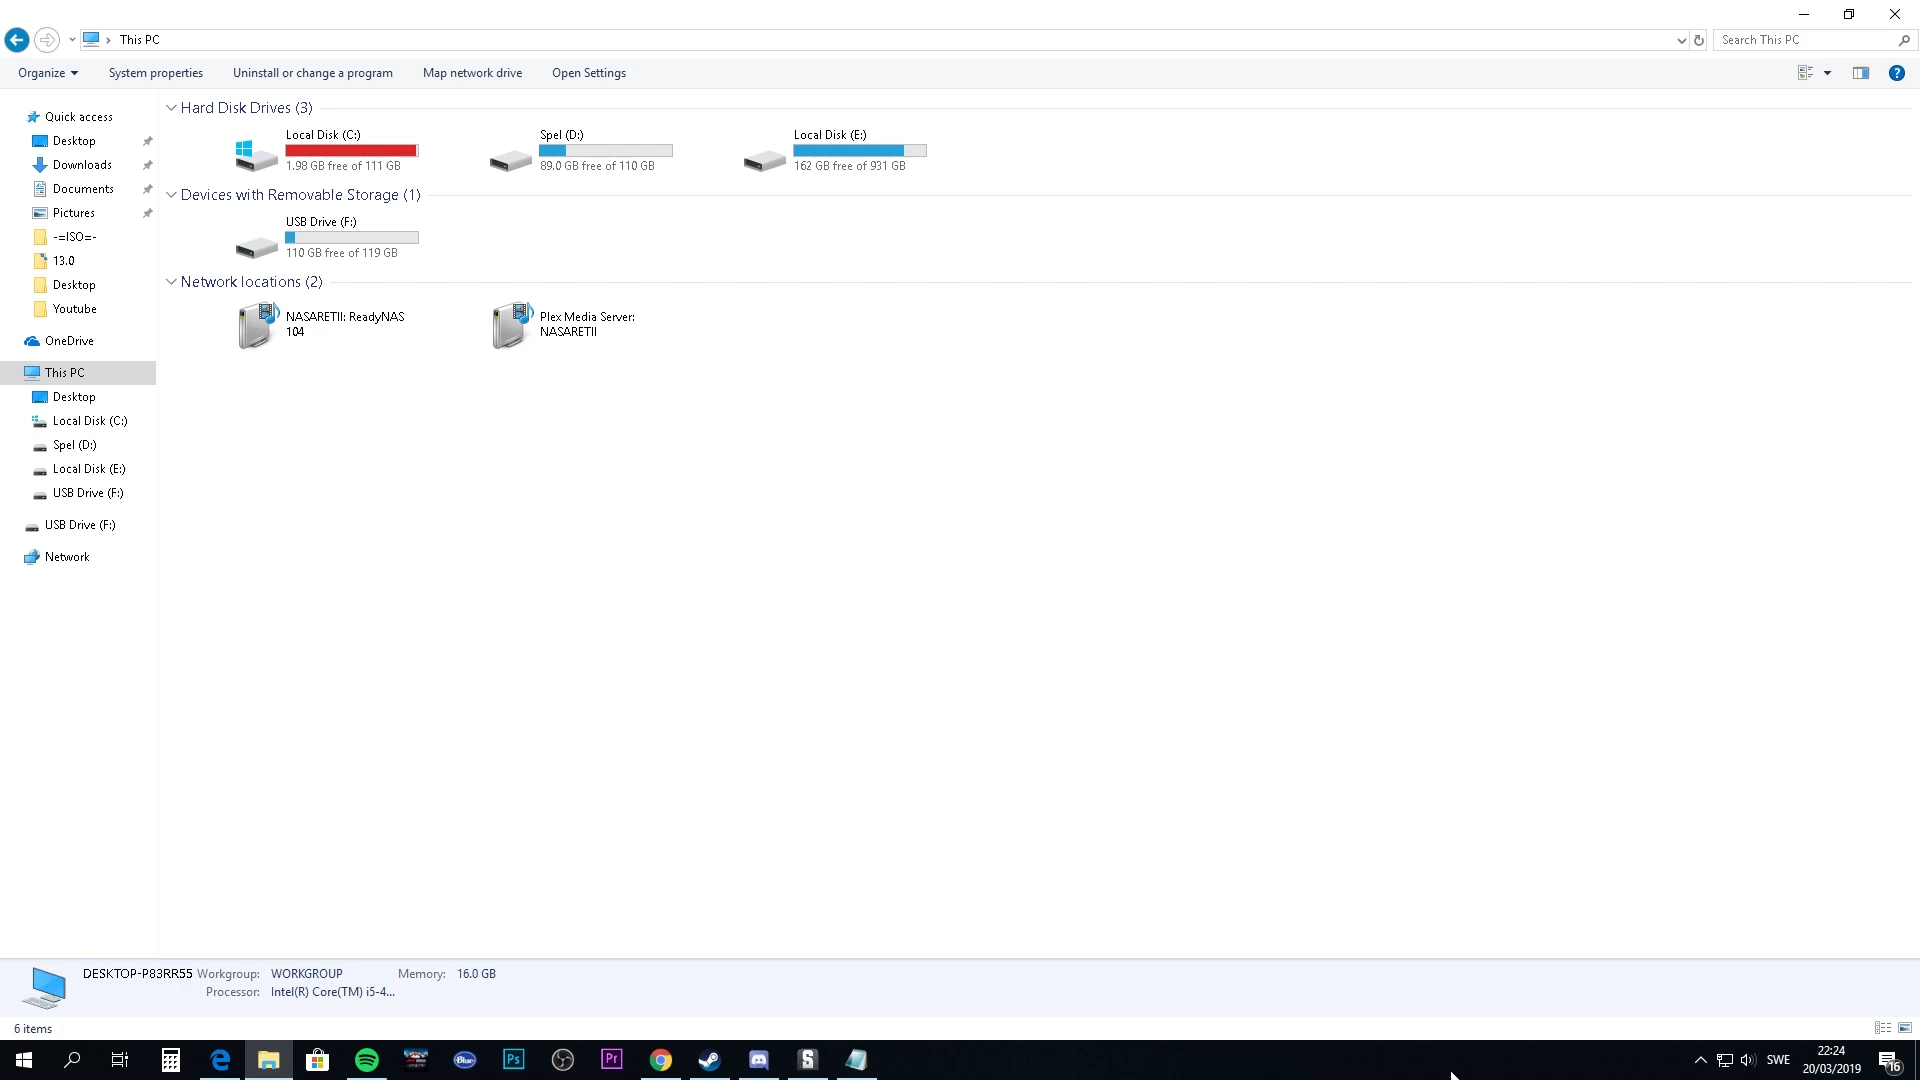 This PC
Search This PC
Organize
System properties
Uninstall or change a program
Map network drive
Open Settings
Quick access
Desktop
Downloads
Documents
Pictures
-=ISO=-
13.0
Desktop
Youtube
OneDrive
This PC
Desktop
Local Disk (C:)
Spel (D:)
Local Disk (E:)
USB Drive (F:)
USB Drive (F:)
Network
Hard Disk Drives (3)
Local Disk (C:)
1.98 GB free of 111 GB
Spel (D:)
89.0 GB free of 110 GB
Local Disk (E:)
162 GB free of 931 GB
Devices with Removable Storage (1)
USB Drive (F:)
110 GB free of 119 GB
Network locations (2)
NASARETII: ReadyNAS
104
Plex Media Server:
NASARETII
DESKTOP-P83RR55 Workgroup: WORKGROUP Memory: 16.0 GB
Processor: Intel(R) Core(TM) i5-4...
6 items
Blue
Ps
Pr
S
SWE
22:24
20/03/2019
16